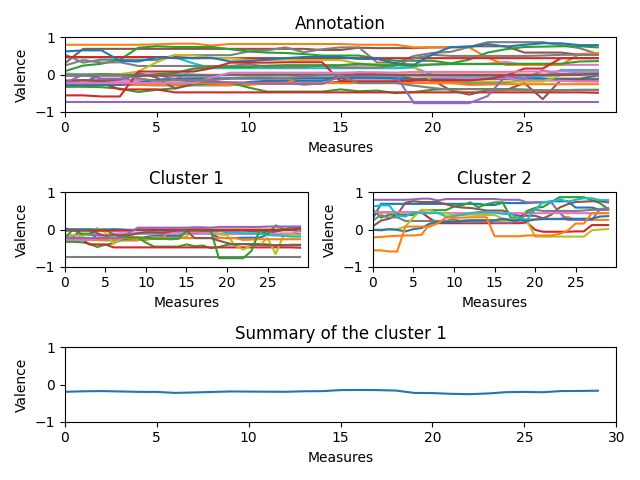 Annotation
Valence
1
0
−1
0 5 10 15 20 25
Measures
Cluster 1
Valence
1
0
−1
0 5 10 15 20 25
Measures
Cluster 2
Valence
1
0
−1
0 5 10 15 20 25
Measures
Summary of the cluster 1
Valence
1
0
−1
0 5 10 15 20 25 30
Measures